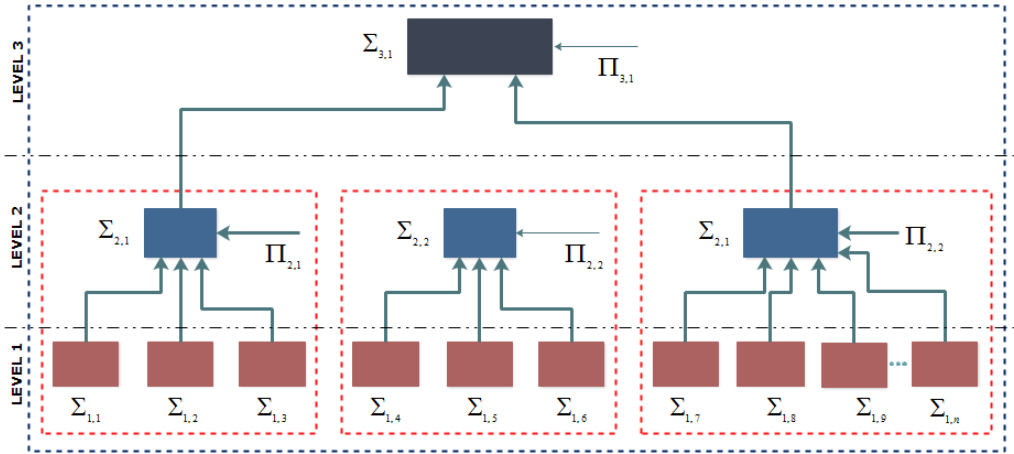 LEVEL 3
Σ3,1
Π3,1
LEVEL 2
Σ2,1
Π2,1
Σ2,2
Π2,2
Σ2,1
Π2,2
LEVEL 1
Σ1,1
Σ1,2
Σ1,3
Σ1,4
Σ1,5
Σ1,6
Σ1,7
Σ1,8
Σ1,9
...
Σ1,n